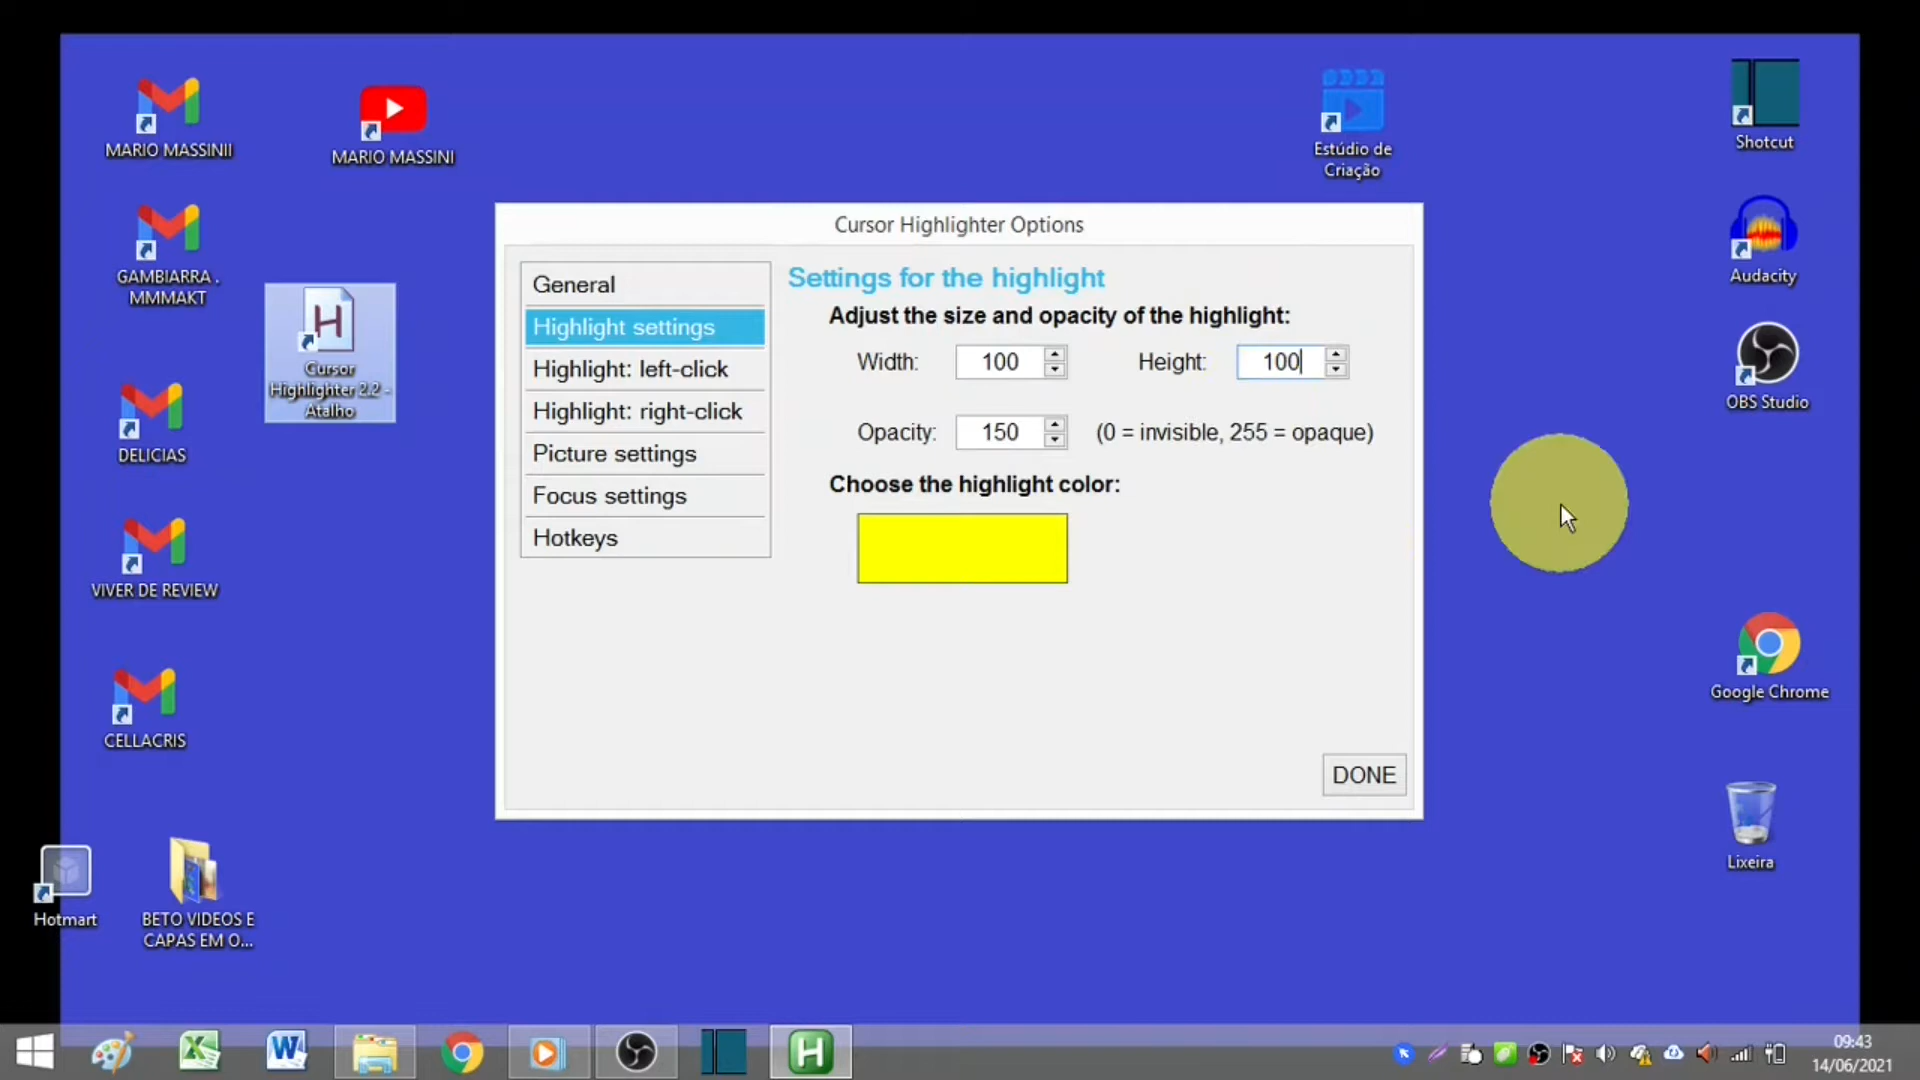 MARIO MASSINII
MARIO MASSINI
Estúdio de
Criação
Shotcut
GAMBIARRA .
MMMAKT
Cursor
Highlighter 2.2 -
Atalho
Audacity
OBS Studio
DELICIAS
VIVER DE REVIEW
CELLACRIS
Google Chrome
Lixeira
Hotmart
BETO VIDEOS E
CAPAS EM O...
Cursor Highlighter Options
General
Highlight settings
Highlight: left-click
Highlight: right-click
Picture settings
Focus settings
Hotkeys
Settings for the highlight
Adjust the size and opacity of the highlight:
Width: 100 Height: 100
Opacity: 150 (0 = invisible, 255 = opaque)
Choose the highlight color:
DONE
09:43
14/06/2021